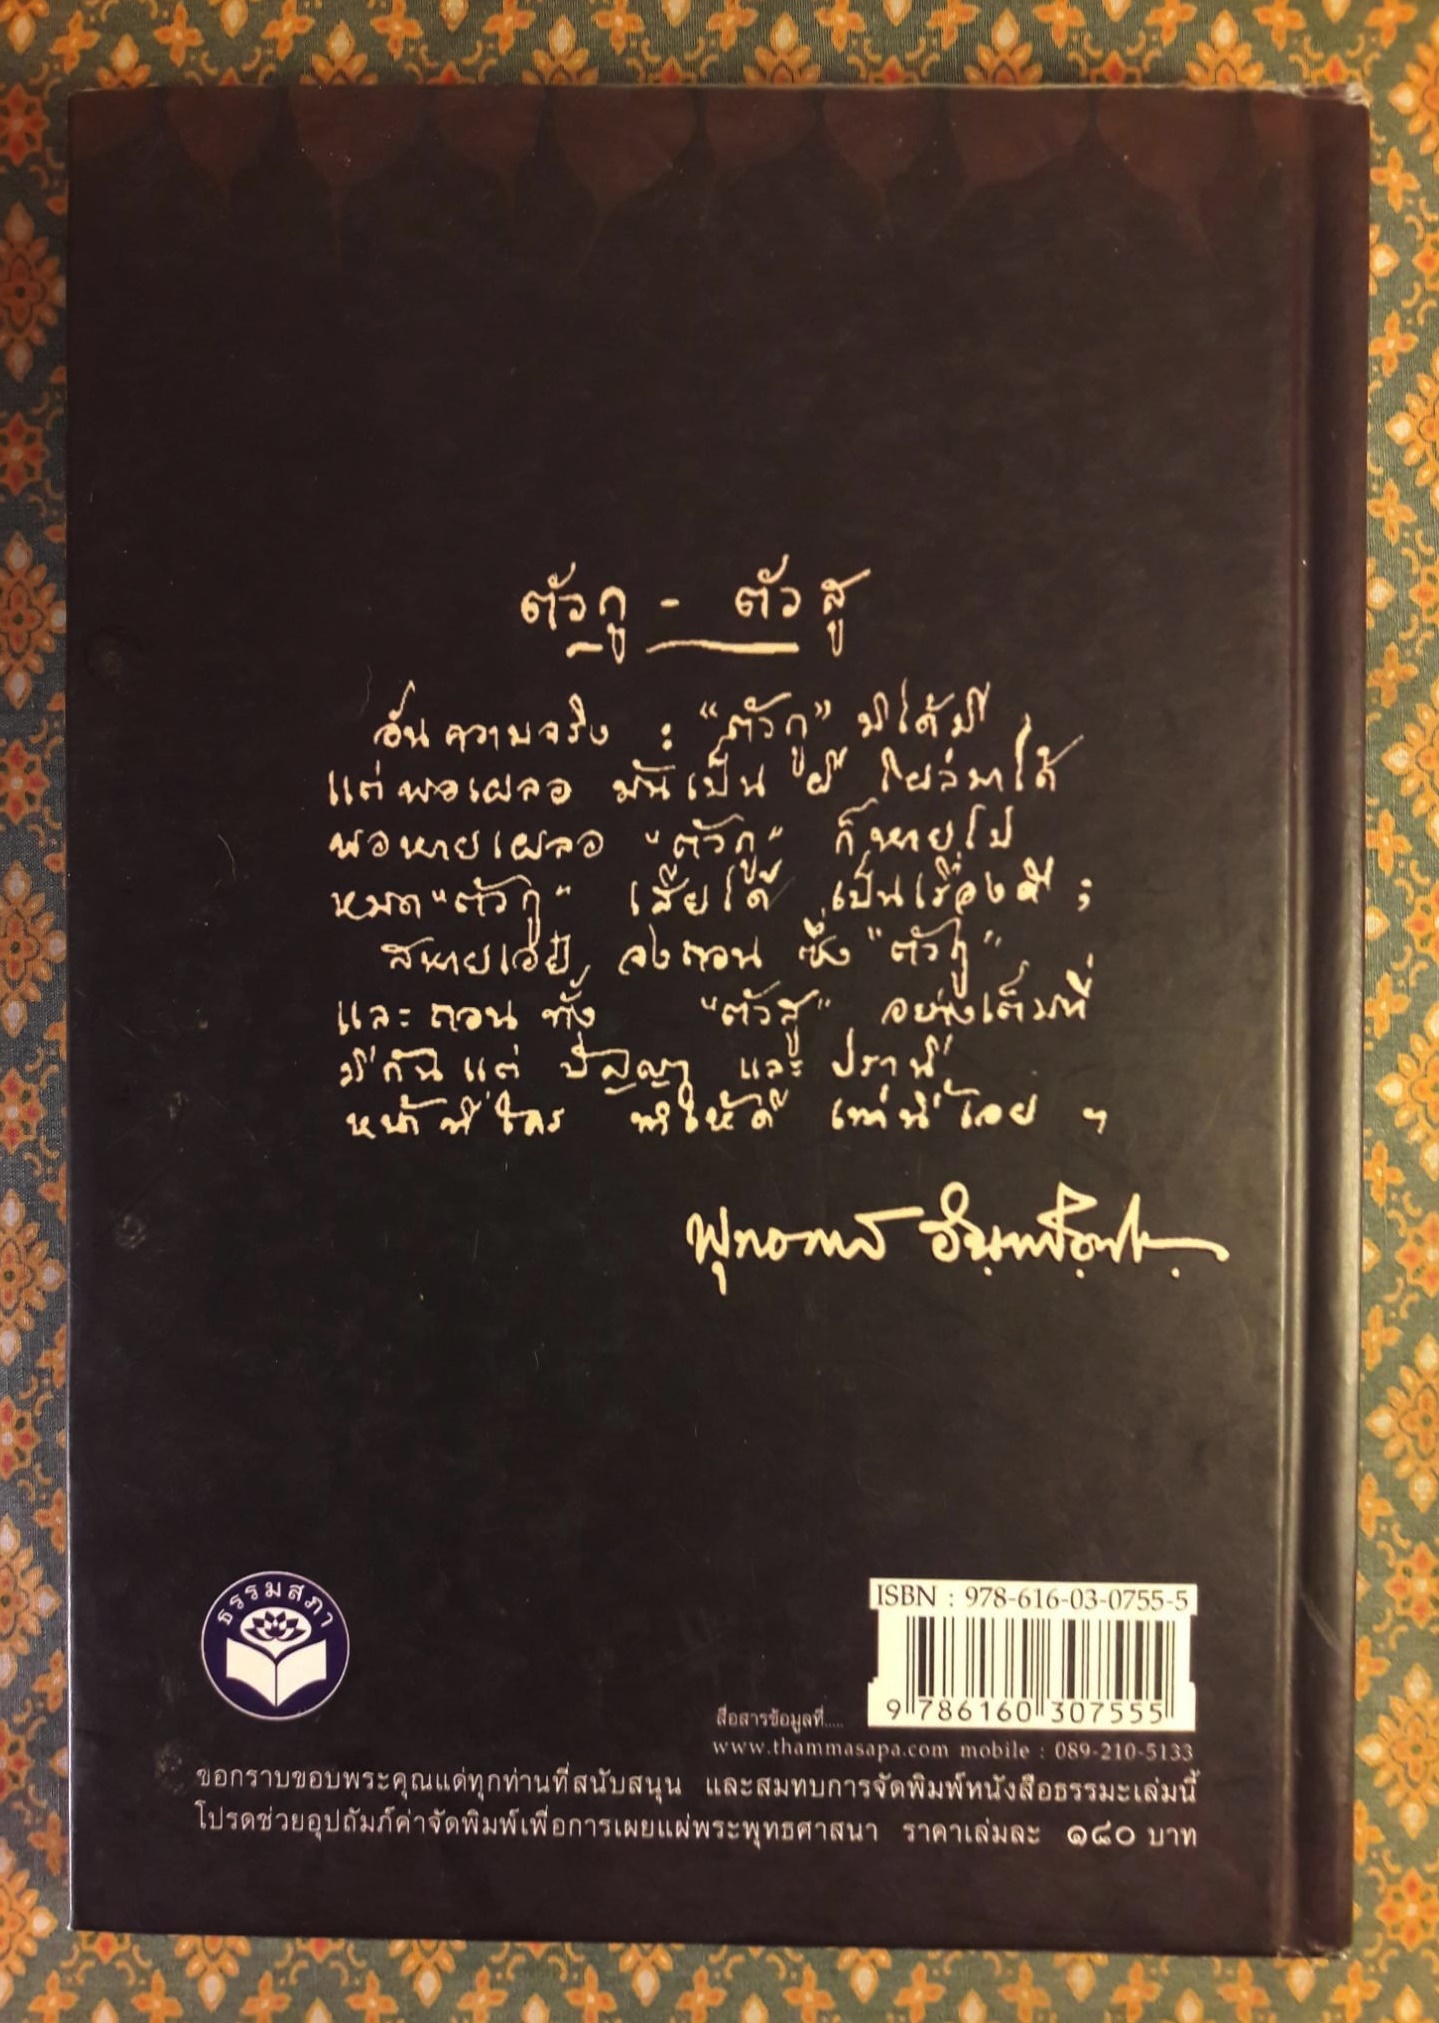 ตัวกู - ตัวสู
อันความจริง : "ตัวกู" มิได้มี ,
แต่พอเผลอ มันเป็น ผี โผล่มาได้
พอหายเผลอ "ตัวกู" ก็หายไป
หมด "ตัวกู" เสียได้ เป็นเรื่องดี ;
สหายเอ๋ย จงถอน ซึ่ง "ตัวกู"
และถอน ทั้ง "ตัวสู" อย่างเต็มที่
มีกันแต่ ปัญญา และ ปรานี
หน้าที่ใคร ทำให้ดี เท่านี้เอย ฯ
พุทธทาส อินฺทปญฺโญ
ธรรมสภา
ISBN : 978-616-03-0755-5
9 786160 307555
สื่อสารข้อมูลที่.....
www.thammasapa.com mobile : 089-210-5133
ขอกราบขอบพระคุณแด่ทุกท่านที่สนับสนุน และสมทบการจัดพิมพ์หนังสือธรรมะเล่มนี้
โปรดช่วยอุปถัมภ์ค่าจัดพิมพ์เพื่อการเผยแผ่พระพุทธศาสนา ราคาเล่มละ ๑๘๐ บาท